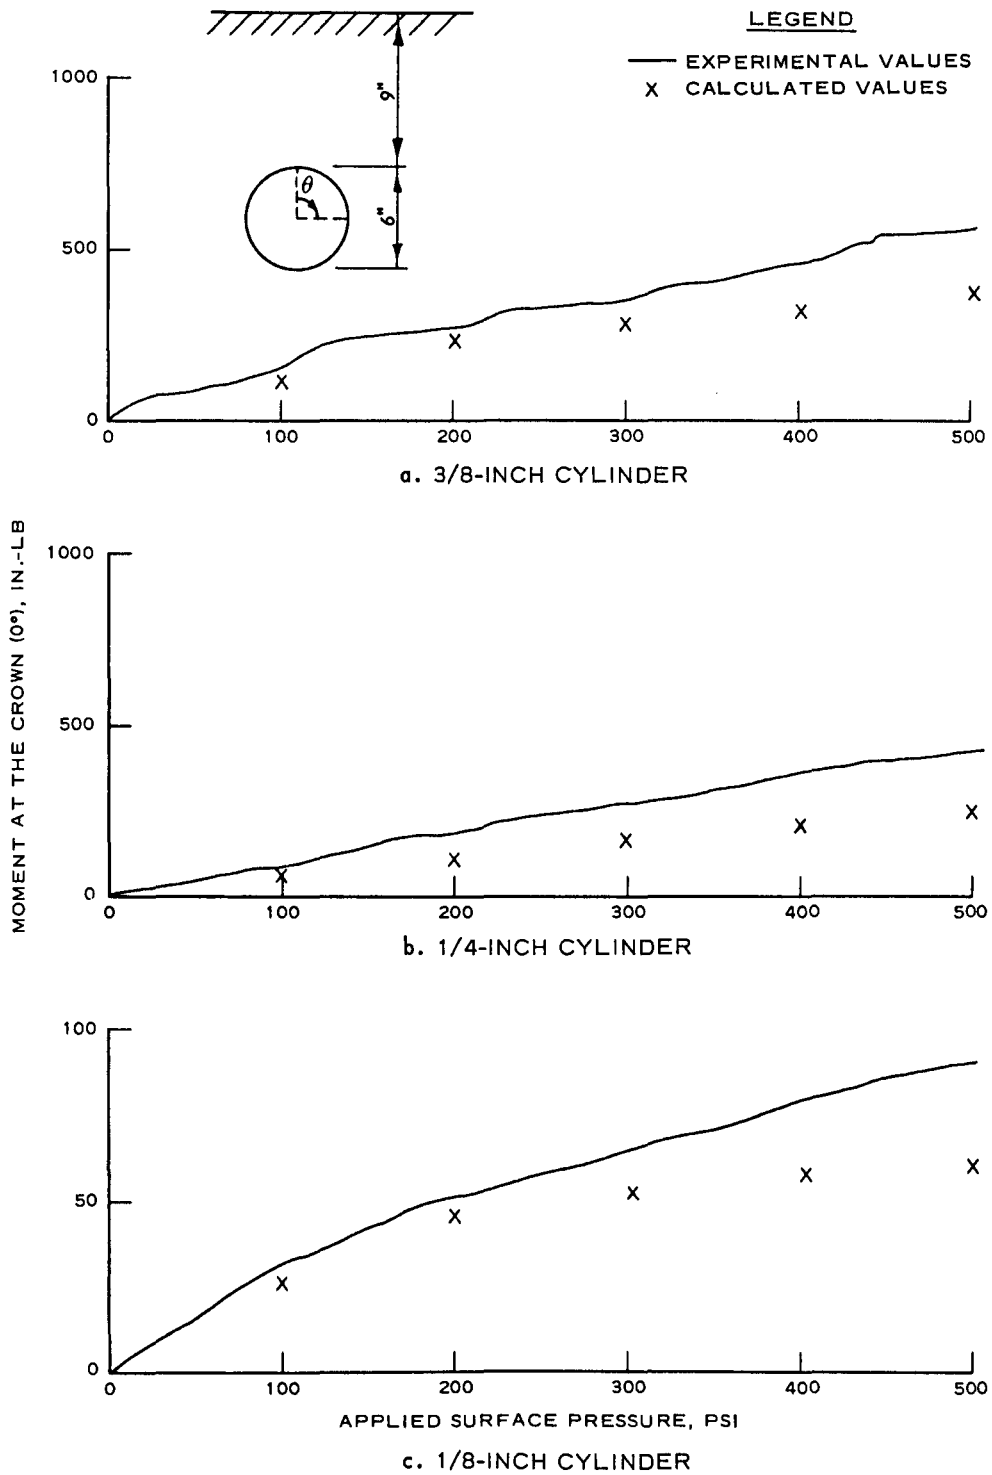 LEGEND
EXPERIMENTAL VALUES
X CALCULATED VALUES
9"
θ
6"
1000
500
0
0 100 200 300 400 500
a. 3/8-INCH CYLINDER
MOMENT AT THE CROWN (0°), IN.-LB
1000
500
0
0 100 200 300 400 500
b. 1/4-INCH CYLINDER
100
50
0
0 100 200 300 400 500
APPLIED SURFACE PRESSURE, PSI
c. 1/8-INCH CYLINDER